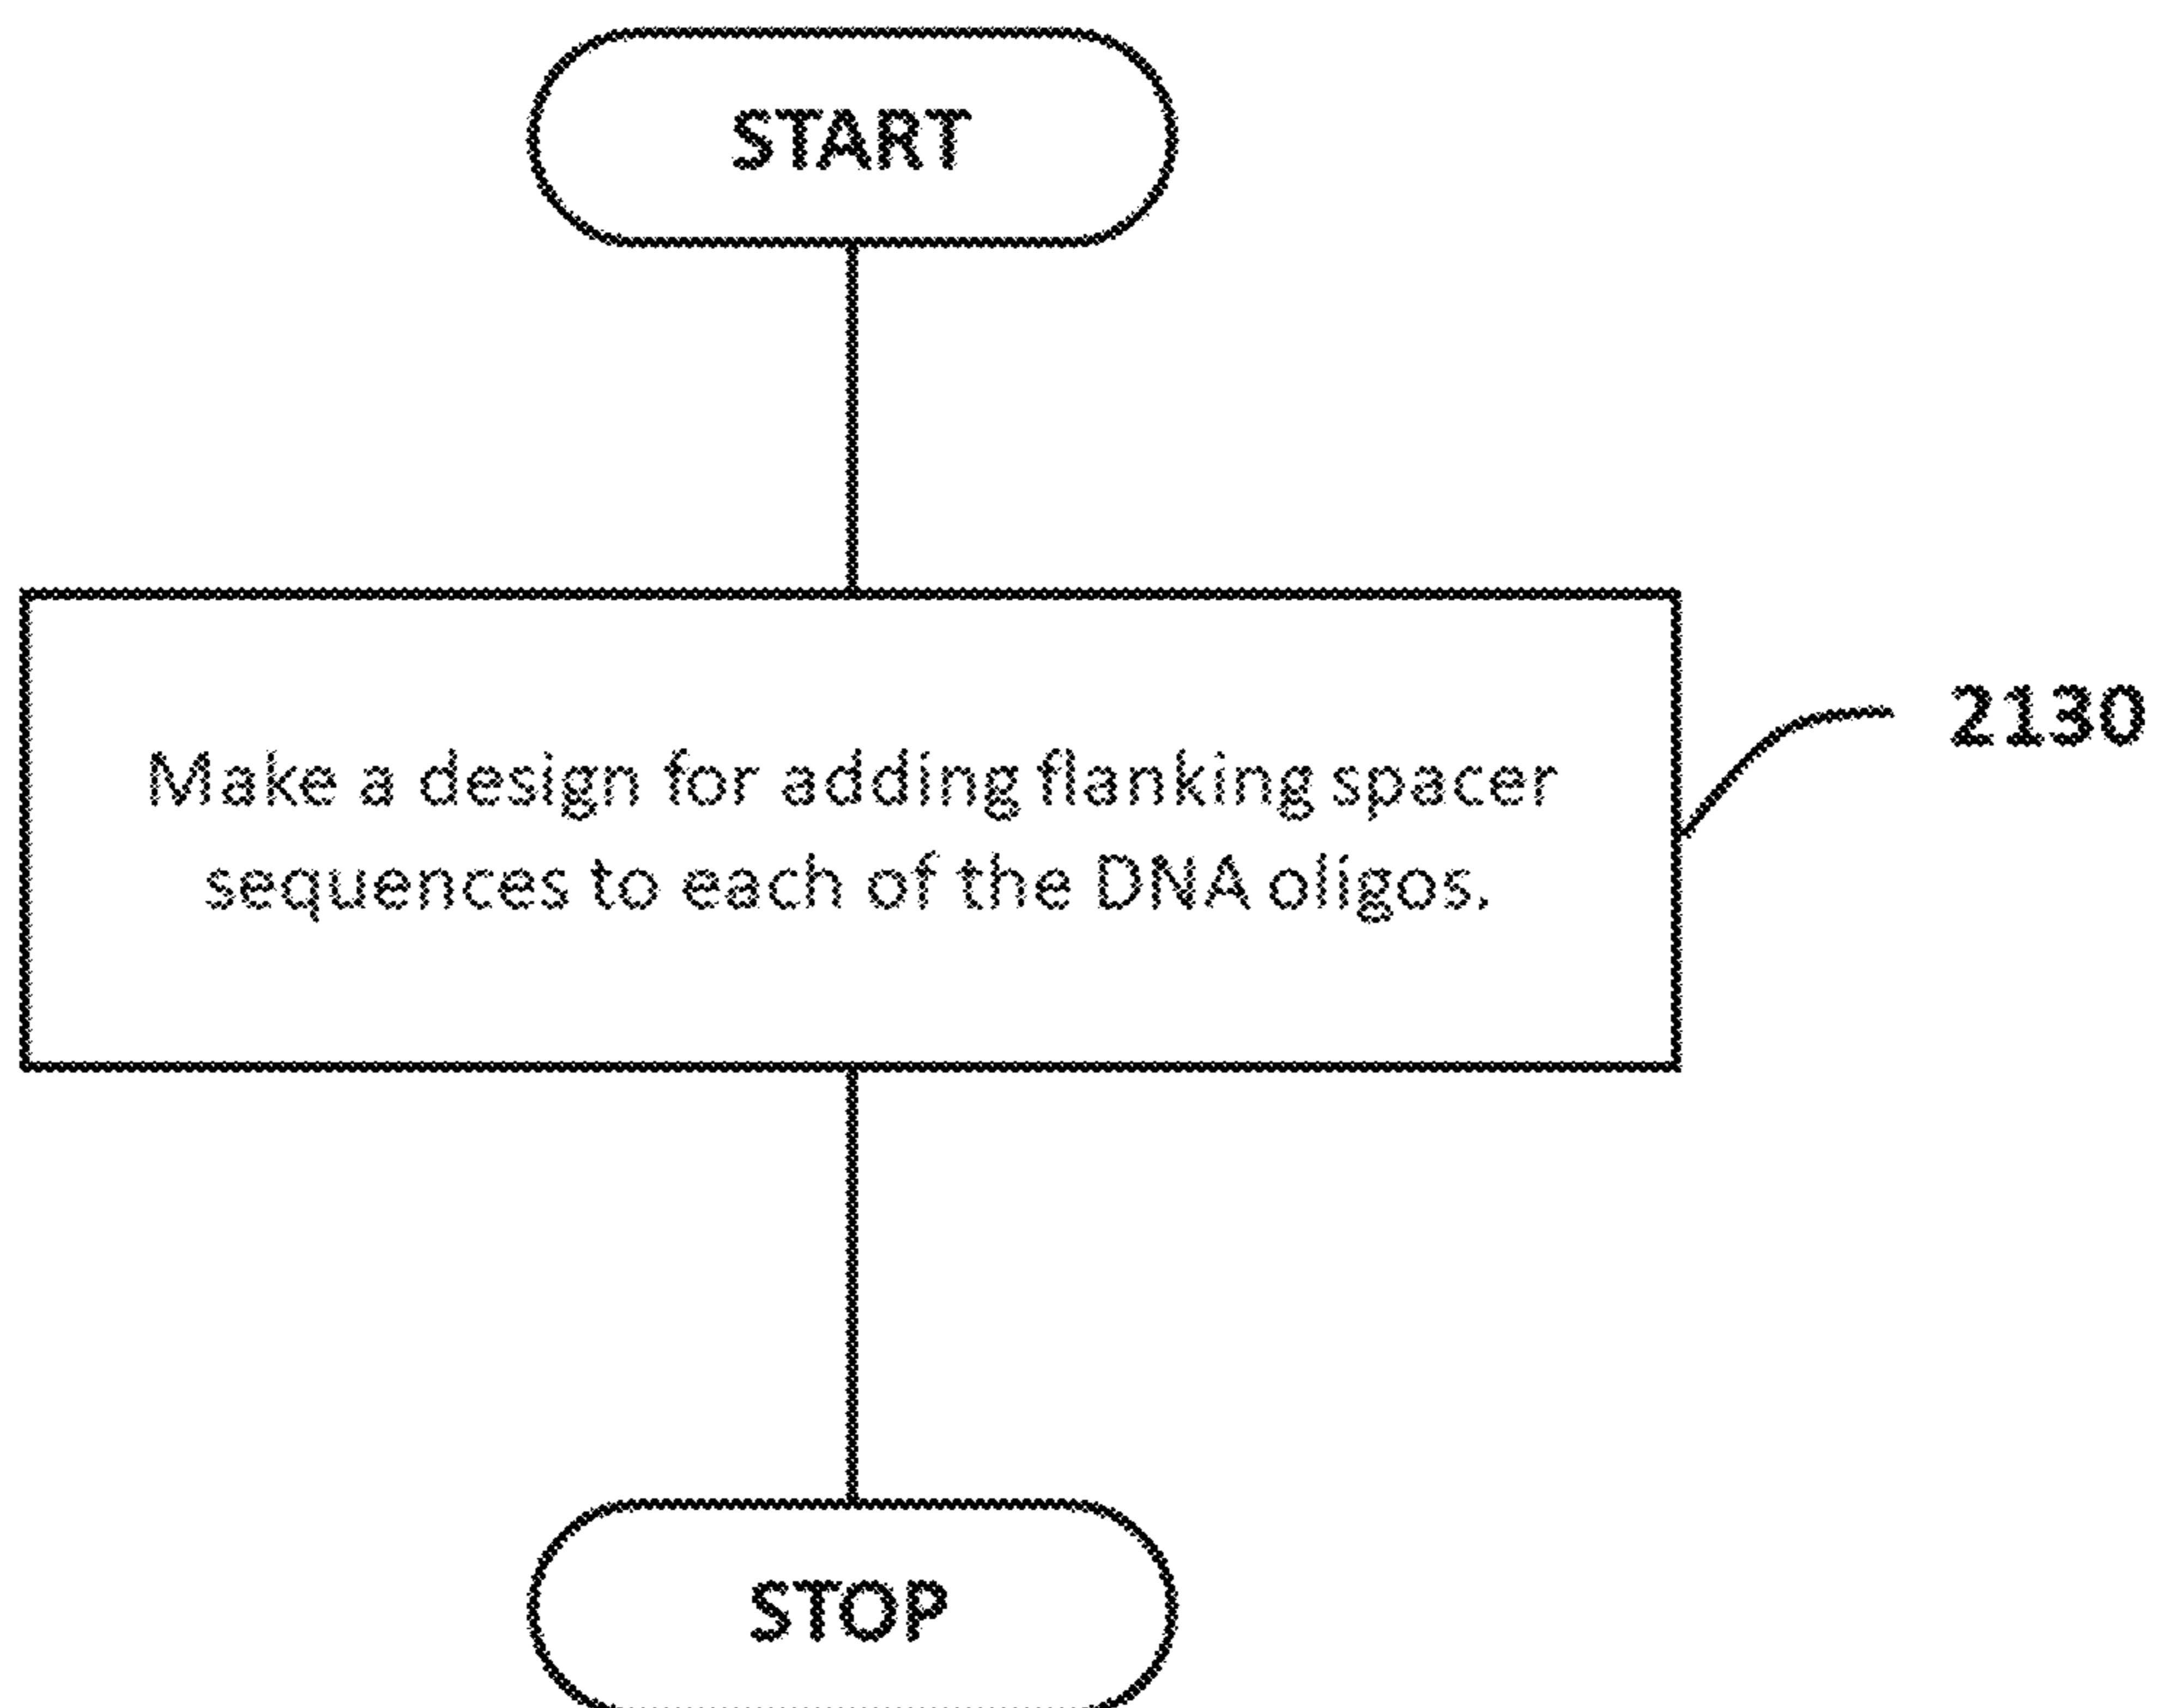 START
2130
Make a design for adding flanking spacer
sequences to each of the DNA oligos.
STOP